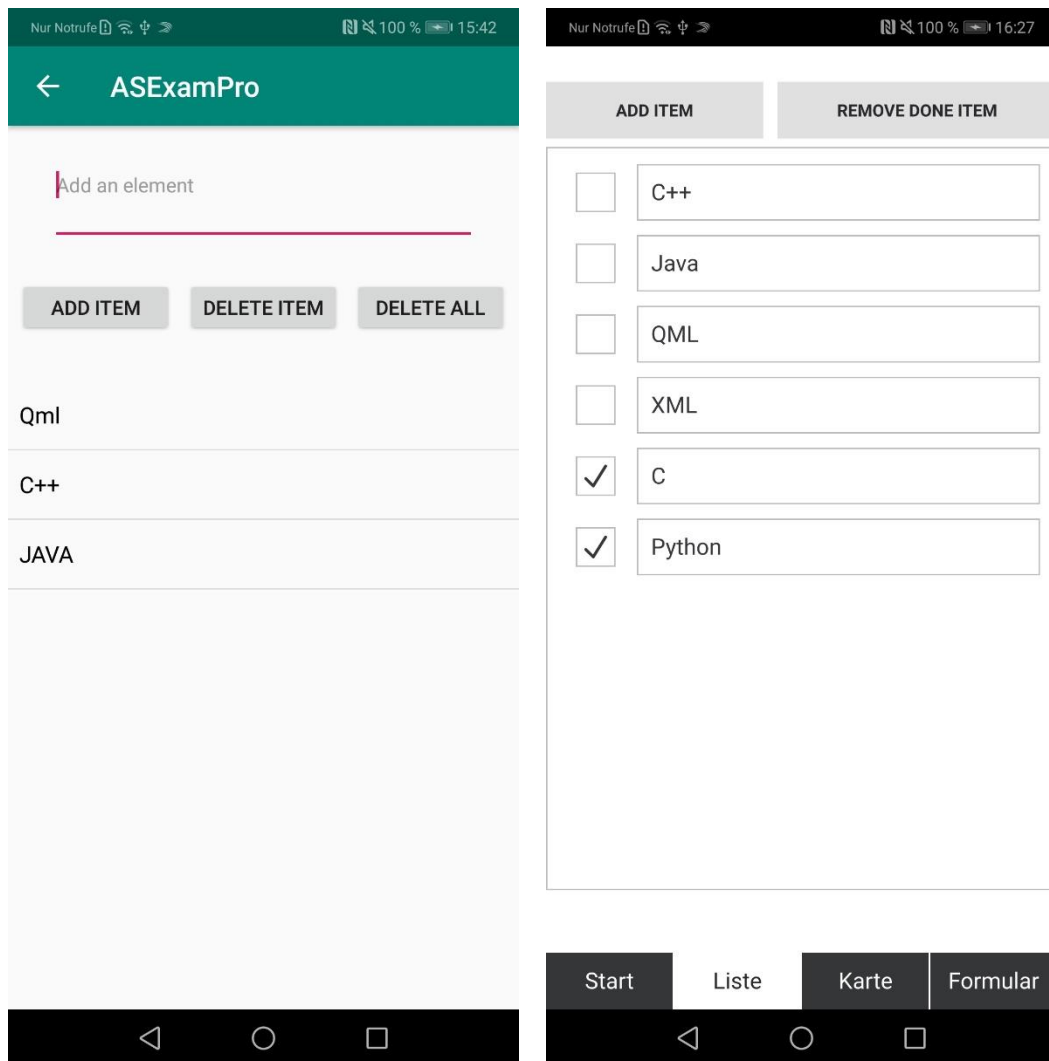 Nur Notrufe 100 % 15:42
ASExamPro
Add an element
ADD ITEM DELETE ITEM DELETE ALL
Qml
C++
JAVA
Nur Notrufe 100 % 16:27
ADD ITEM REMOVE DONE ITEM
C++
Java
QML
XML
C
Python
Start Liste Karte Formular